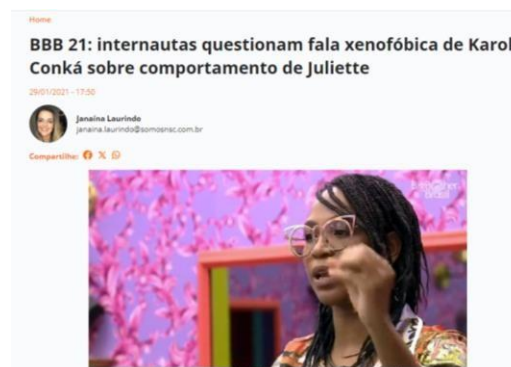 Home
BBB 21: internautas questionam fala xenofóbica de Karol
Conká sobre comportamento de Juliette
29/01/2021 - 17:50
Janaina Laurindo
janaina.laurindo@somosnsc.com.br
Compartilhe: